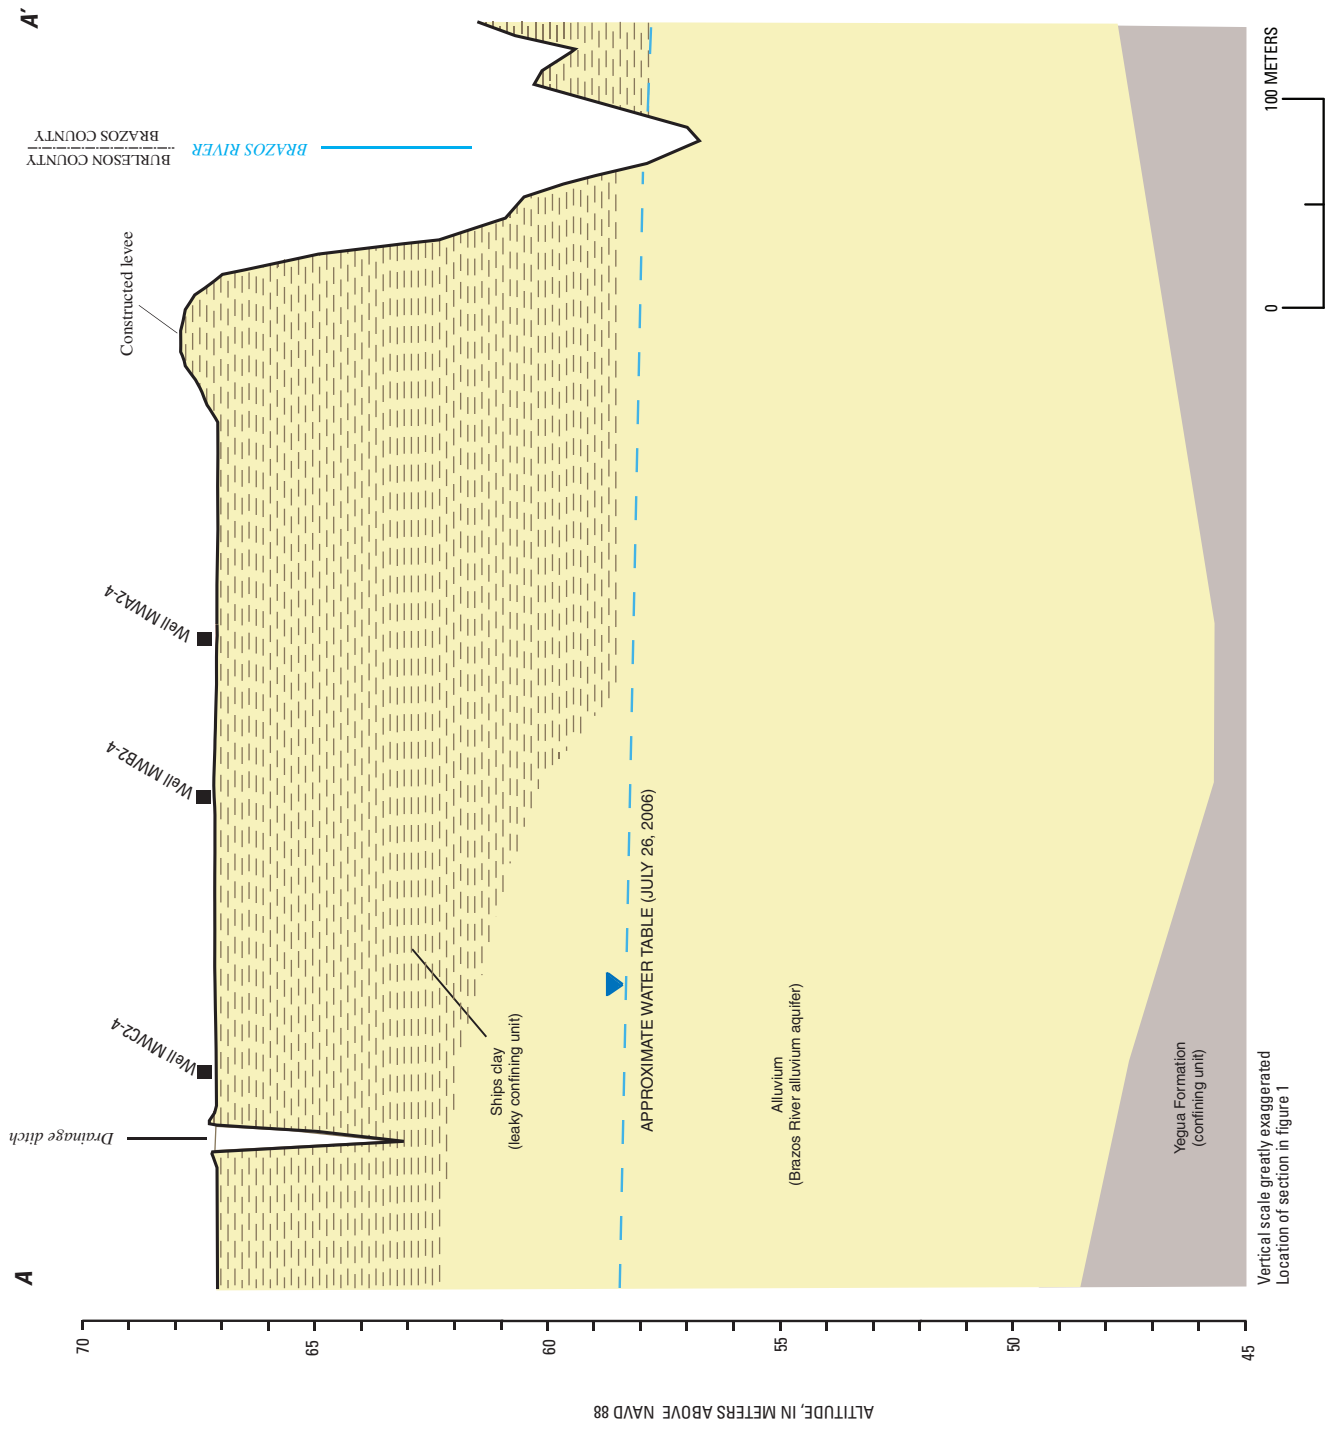 A
A′
Drainage ditch
Well MWC2-4
Well MWB2-4
Well MWA2-4
Constructed levee
BURLESON COUNTY
BRAZOS COUNTY
BRAZOS RIVER
ALTITUDE, IN METERS ABOVE NAVD 88
70
65
60
55
50
45
Ships clay
(leaky confining unit)
APPROXIMATE WATER TABLE (JULY 26, 2006)
Alluvium
(Brazos River alluvium aquifer)
Yegua Formation
(confining unit)
Vertical scale greatly exaggerated
Location of section in figure 1
0
100 METERS